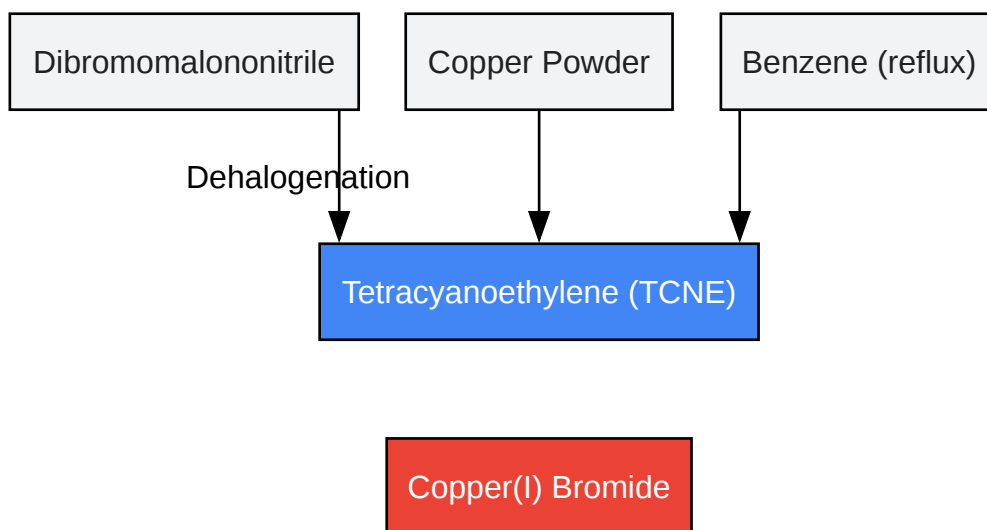 Dibromomalononitrile
Copper Powder
Benzene (reflux)
Dehalogenation
Tetracyanoethylene (TCNE)
Copper(I) Bromide